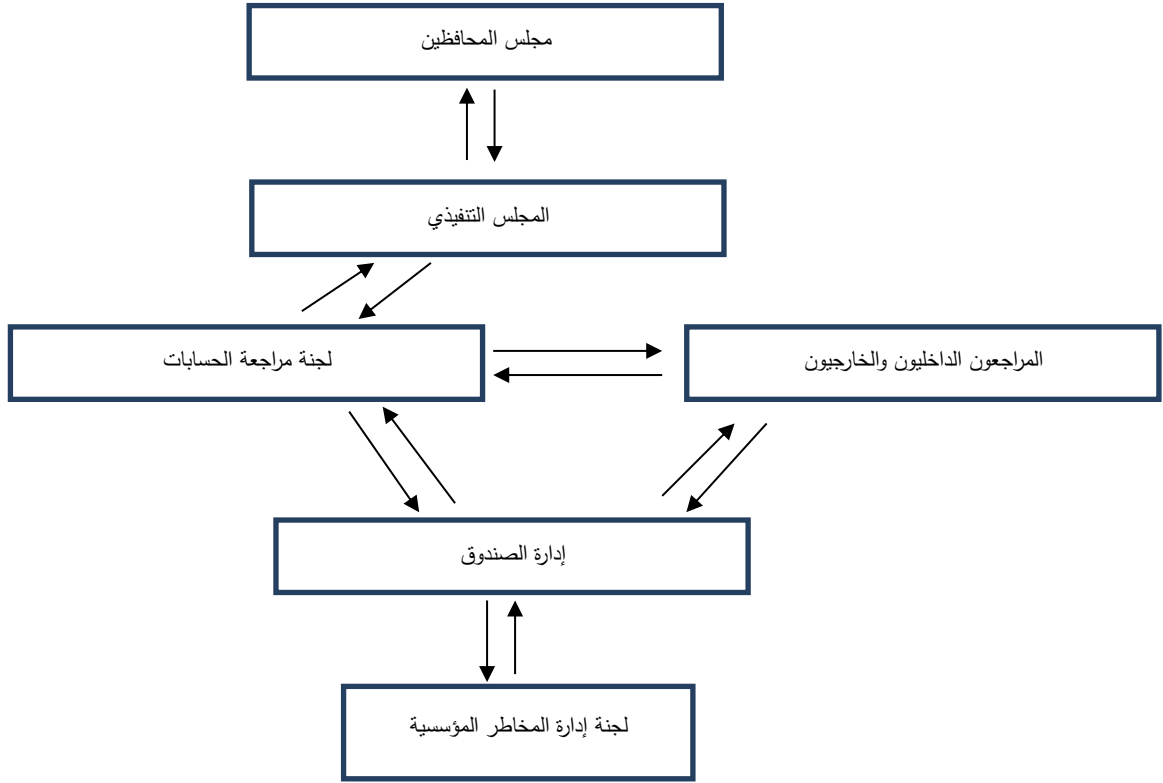 مجلس المحافظين
المجلس التنفيذي
المراجعون الداخليون والخارجيون
لجنة مراجعة الحسابات
إدارة الصندوق
لجنة إدارة المخاطر المؤسسية